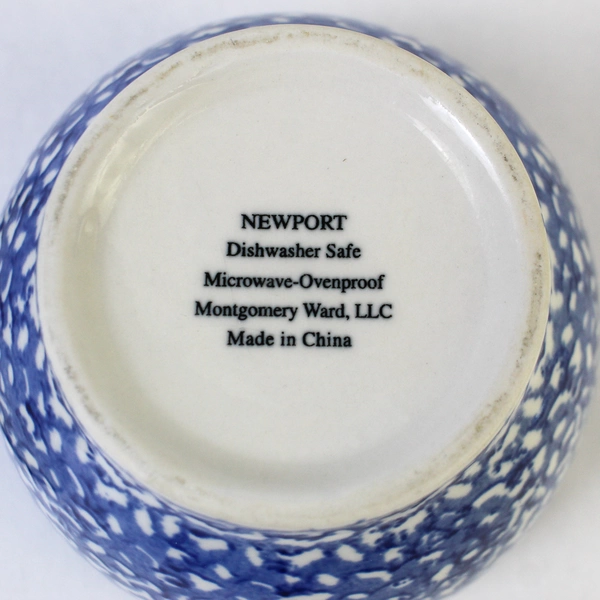 NEWPORT
Dishwasher Safe
Microwave-Ovenproof
Montgomery Ward, LLC
Made in China